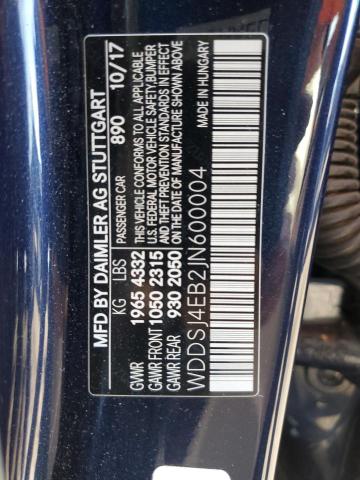 MFD BY DAIMLER AG STUTTGART
PASSENGER CAR 890 10/17
KG LBS
GVWR 1965 4332
GAWR FRONT 1050 2315
GAWR REAR 930 2050
THIS VEHICLE CONFORMS TO ALL APPLICABLE
U.S. FEDERAL MOTOR VEHICLE SAFETY, BUMPER
AND THEFT PREVENTION STANDARDS IN EFFECT
ON THE DATE OF MANUFACTURE SHOWN ABOVE
WDDSJ4EB2JN600004
MADE IN HUNGARY